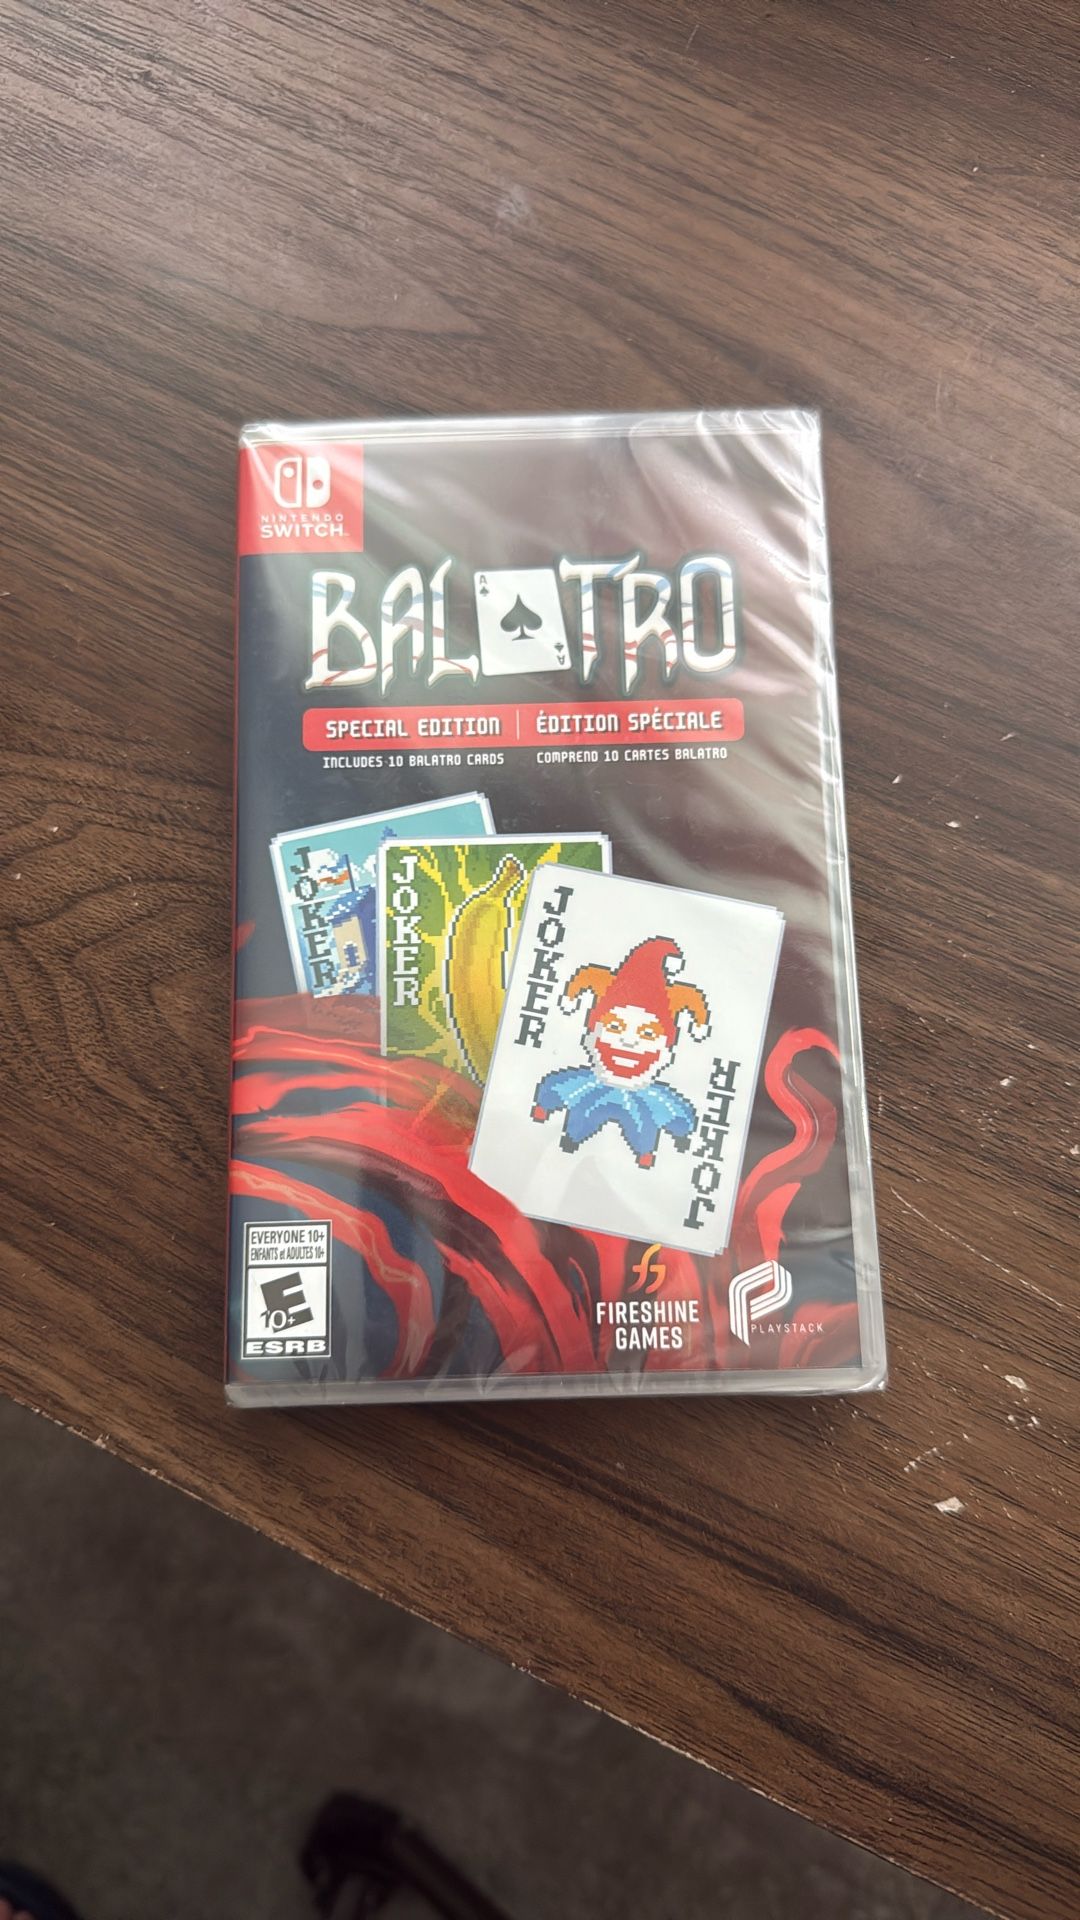 NINTENDO
SWITCH
BALATRO
A
A
SPECIAL EDITION | ÉDITION SPÉCIALE
INCLUDES 10 BALATRO CARDS COMPREND 10 CARTES BALATRO
JOKER
JOKER
JOKER
JOKER
EVERYONE 10+
ENFANTS et ADULTES 10+
E
10+
ESRB
FIRESHINE
GAMES
PLAYSTACK